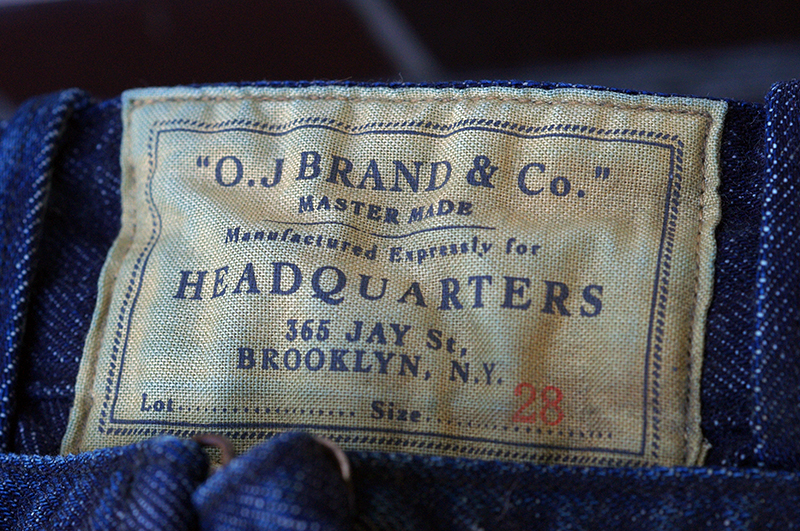 "O.J BRAND & Co."
MASTER MADE
Manufactured Expressly for
HEADQUARTERS
365 JAY St,
BROOKLYN, N.Y.
Lot.................. Size.................. 28